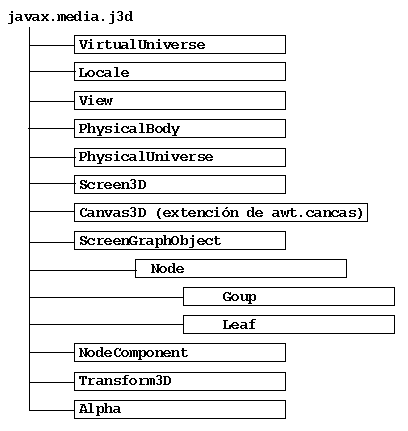 javax.media.j3d
VirtualUniverse
Locale
View
PhysicalBody
PhysicalUniverse
Screen3D
Canvas3D (extención de awt.cancas)
ScreenGraphObject
Node
Goup
Leaf
NodeComponent
Transform3D
Alpha